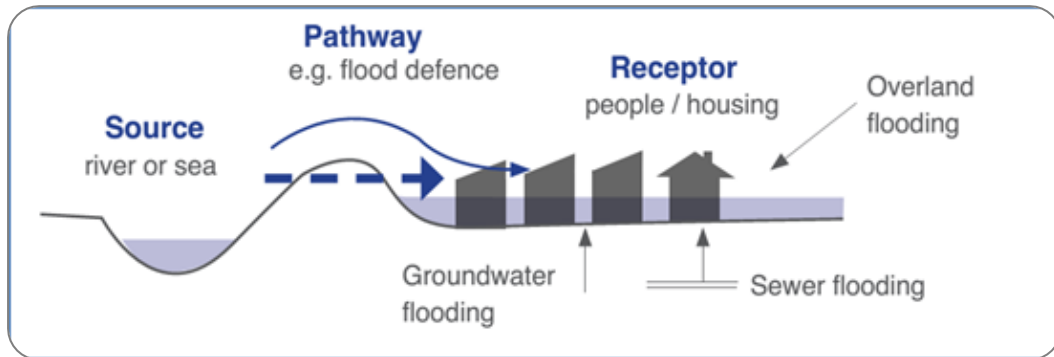 Pathway
e.g. flood defence
Receptor
people / housing
Overland
flooding
Source
river or sea
Groundwater
flooding
Sewer flooding